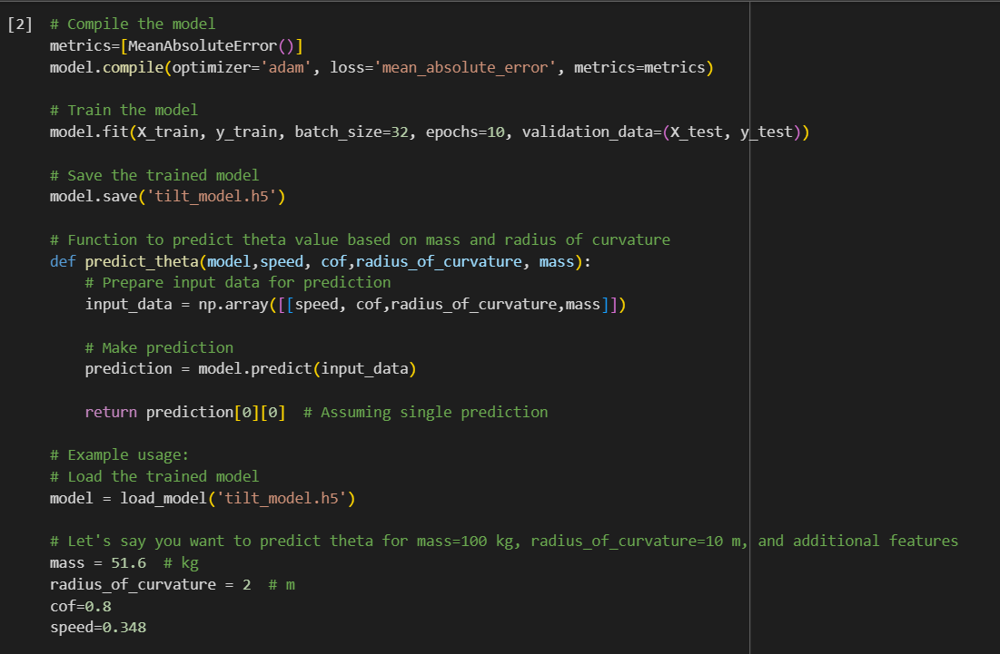 [2] # Compile the model
metrics=[MeanAbsoluteError()]
model.compile(optimizer='adam', loss='mean_absolute_error', metrics=metrics)
# Train the model
model.fit(X_train, y_train, batch_size=32, epochs=10, validation_data=(X_test, y_test))
# Save the trained model
model.save('tilt_model.h5')
# Function to predict theta value based on mass and radius of curvature
def predict_theta(model,speed, cof,radius_of_curvature, mass):
    # Prepare input data for prediction
    input_data = np.array([[speed, cof,radius_of_curvature,mass]])
    # Make prediction
    prediction = model.predict(input_data)
    return prediction[0][0]  # Assuming single prediction
# Example usage:
# Load the trained model
model = load_model('tilt_model.h5')
# Let's say you want to predict theta for mass=100 kg, radius_of_curvature=10 m, and additional features
mass = 51.6  # kg
radius_of_curvature = 2  # m
cof=0.8
speed=0.348